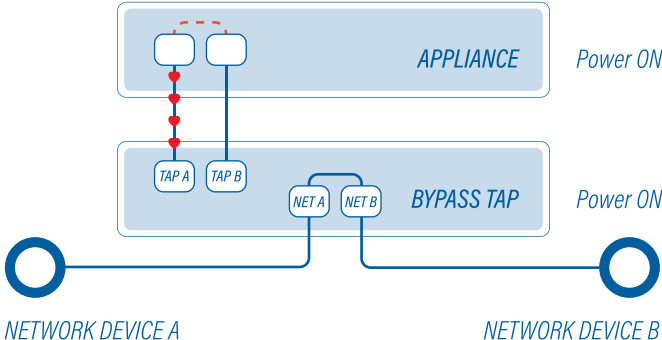 APPLIANCE
Power ON
TAP A
TAP B
NET A
NET B
BYPASS TAP
Power ON
NETWORK DEVICE A
NETWORK DEVICE B